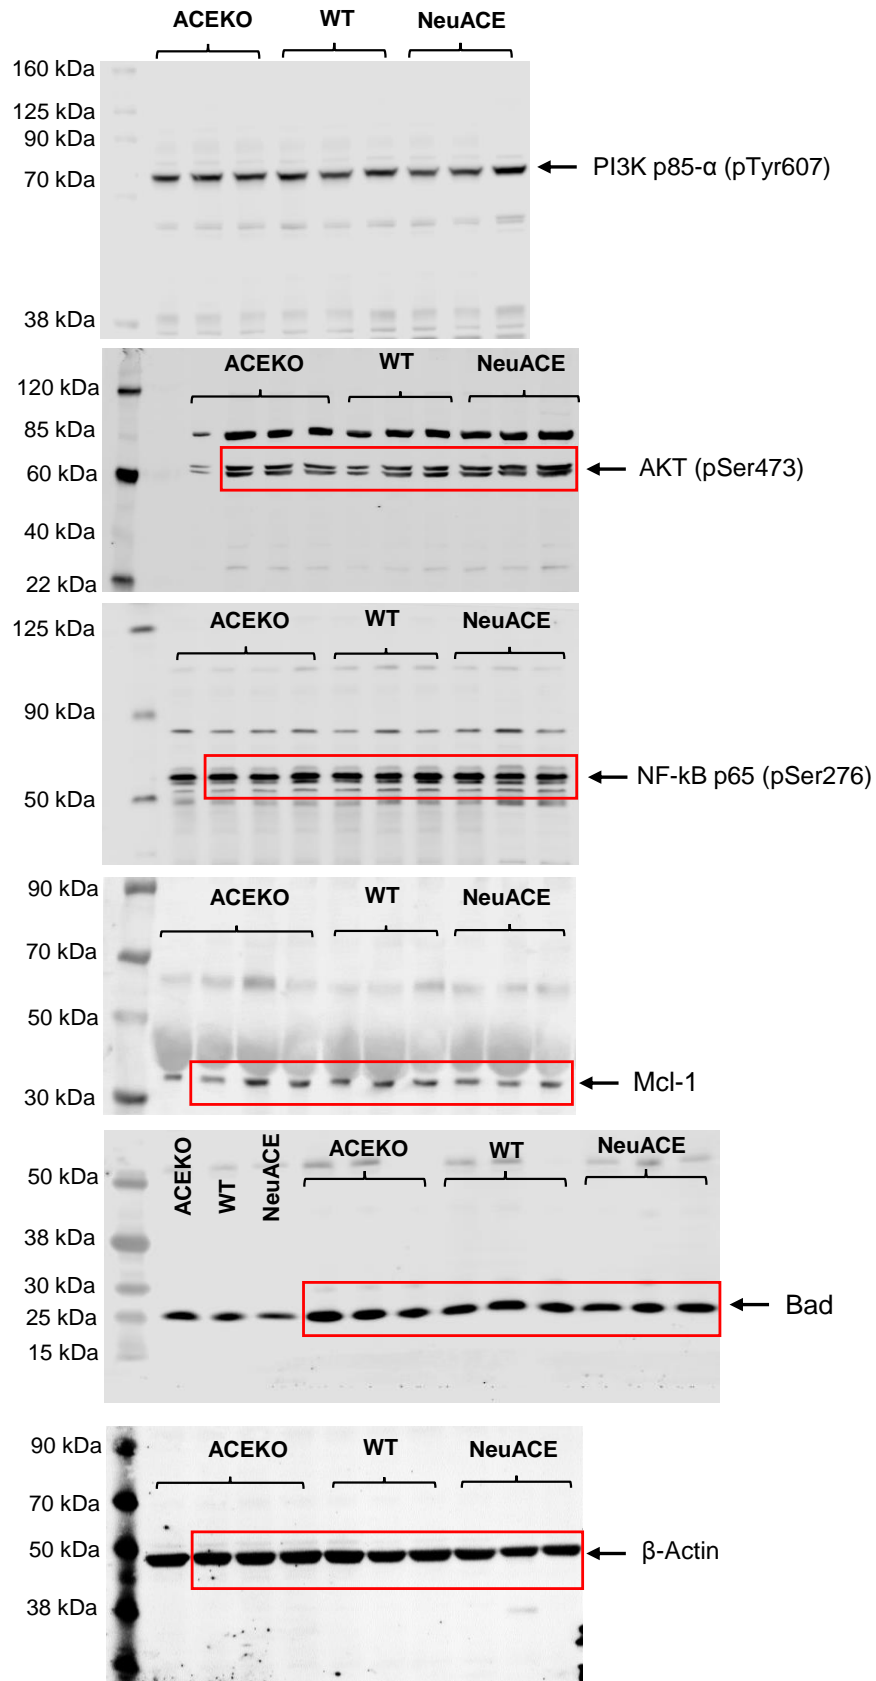 ACEKO WT NeuACE
160 kDa
125 kDa
90 kDa
70 kDa
PI3K p85-α (pTyr607)
38 kDa
ACEKO WT NeuACE
120 kDa
85 kDa
60 kDa
AKT (pSer473)
40 kDa
22 kDa
ACEKO WT NeuACE
125 kDa
90 kDa
50 kDa
NF-kB p65 (pSer276)
90 kDa
ACEKO WT NeuACE
70 kDa
50 kDa
30 kDa
Mcl-1
ACEKO
WT
NeuACE
ACEKO WT NeuACE
50 kDa
38 kDa
30 kDa
25 kDa
Bad
15 kDa
90 kDa
ACEKO WT NeuACE
70 kDa
50 kDa
β-Actin
38 kDa